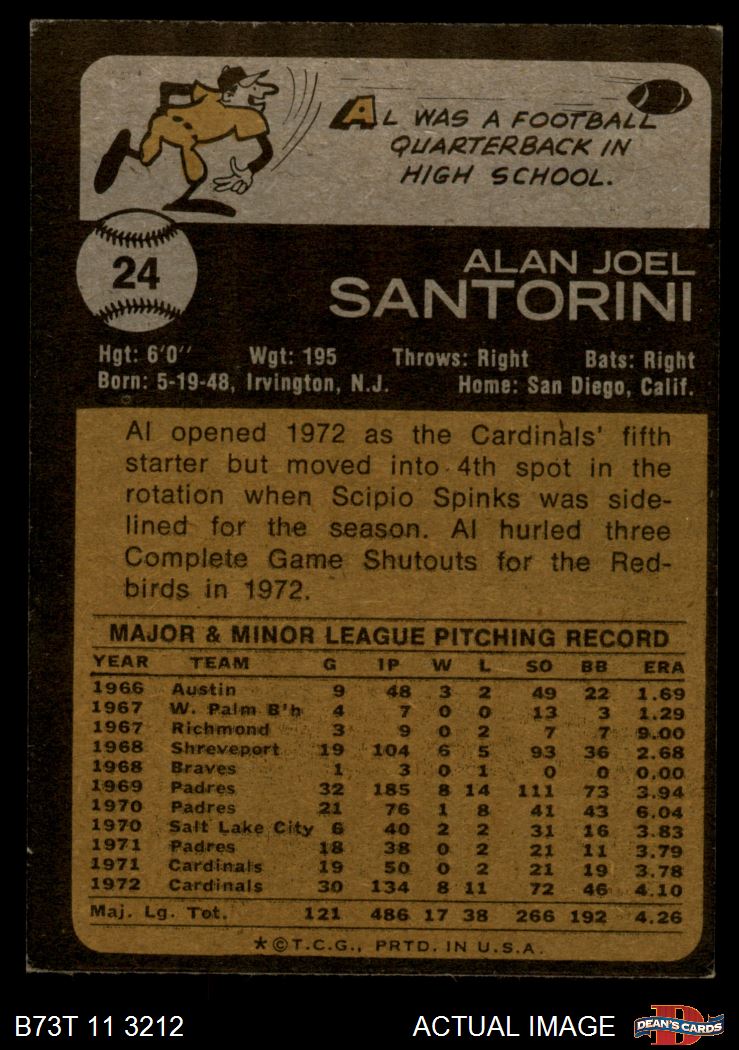 AL WAS A FOOTBALL
QUARTERBACK IN
HIGH SCHOOL.
24
ALAN JOEL
SANTORINI
Hgt: 6'0" Wgt: 195 Throws: Right Bats: Right
Born: 5-19-48, Irvington, N.J. Home: San Diego, Calif.
Al opened 1972 as the Cardinals' fifth
starter but moved into 4th spot in the
rotation when Scipio Spinks was side-
lined for the season. Al hurled three
Complete Game Shutouts for the Red-
birds in 1972.
MAJOR & MINOR LEAGUE PITCHING RECORD
YEAR TEAM G IP W L SO BB ERA
1966 Austin 9 48 3 2 49 22 1.69
1967 W. Palm B'h 4 7 0 0 13 3 1.29
1967 Richmond 3 9 0 2 7 7 9.00
1968 Shreveport 19 104 6 5 93 36 2.68
1968 Braves 1 3 0 1 0 0 0.00
1969 Padres 32 185 8 14 111 73 3.94
1970 Padres 21 76 1 8 41 43 6.04
1970 Salt Lake City 6 40 2 2 31 16 3.83
1971 Padres 18 38 0 2 21 11 3.79
1971 Cardinals 19 50 0 2 21 19 3.78
1972 Cardinals 30 134 8 11 72 46 4.10
Maj. Lg. Tot. 121 486 17 38 266 192 4.26
*©T.C.G., PRTD. IN U.S.A.
B73T 11 3212 ACTUAL IMAGE D DEAN'S CARDS